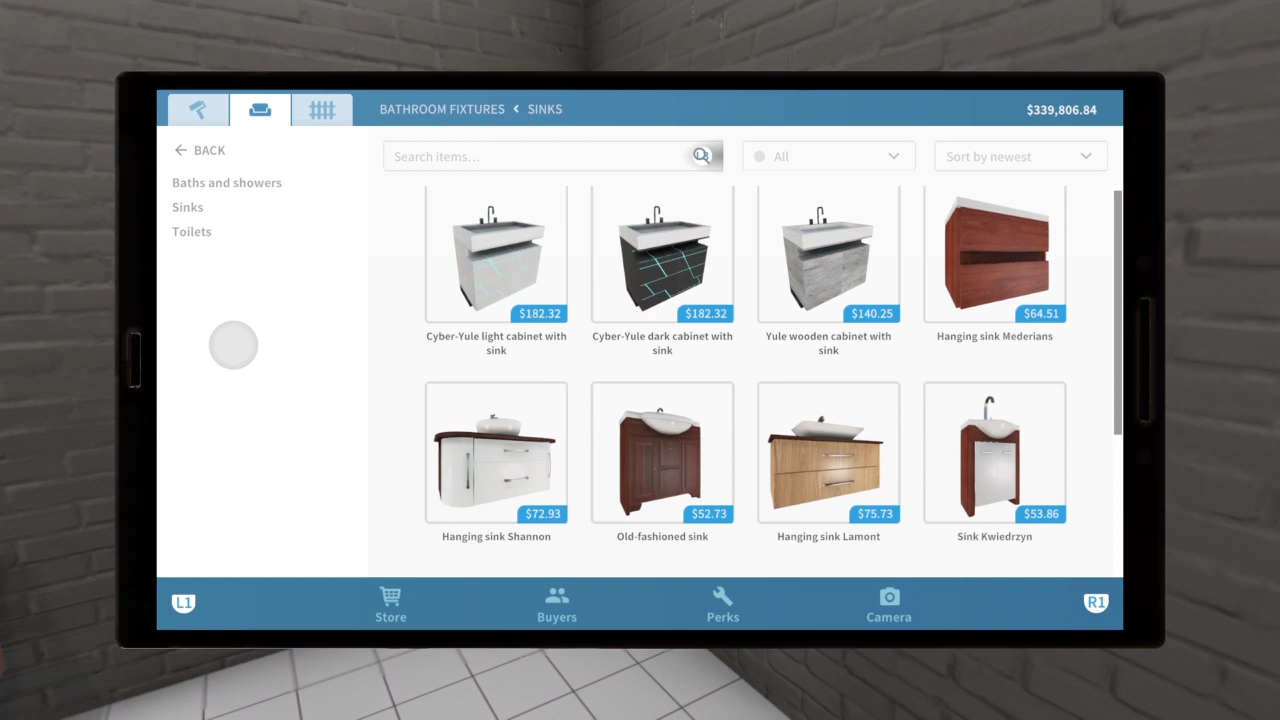 BATHROOM FIXTURES < SINKS
$339,806.84
BACK
Search items...
All
Sort by newest
Baths and showers
Sinks
Toilets
$182.32
$182.32
$140.25
$64.51
Cyber-Yule light cabinet with
sink
Cyber-Yule dark cabinet with
sink
Yule wooden cabinet with
sink
Hanging sink Mederians
$72.93
$52.73
$75.73
$53.86
Hanging sink Shannon
Old-fashioned sink
Hanging sink Lamont
Sink Kwiedrzyn
L1
Store
Buyers
Perks
Camera
R1